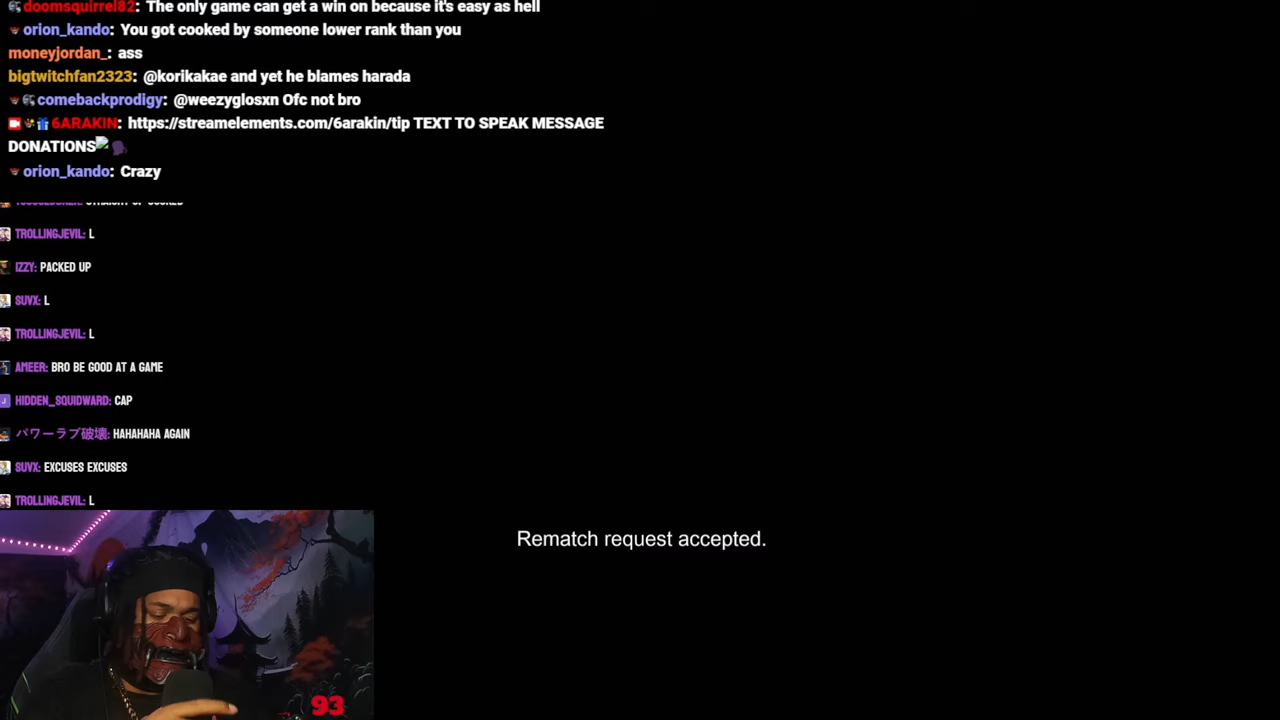 doomsquirrel82: The only game can get a win on because it's easy as hell
orion_kando: You got cooked by someone lower rank than you
moneyjordan_: ass
bigtwitchfan2323: @korikakae and yet he blames harada
comebackprodigy: @weezyglosxn Ofc not bro
6ARAKIN: https://streamelements.com/6arakin/tip TEXT TO SPEAK MESSAGE
DONATIONS
orion_kando: Crazy
TROLLINGJEVIL: L
IZZY: PACKED UP
SUVX: L
TROLLINGJEVIL: L
AMEER: BRO BE GOOD AT A GAME
J
HIDDEN_SQUIDWARD: CAP
パワーラブ破壊: HAHAHAHA AGAIN
SUVX: EXCUSES EXCUSES
TROLLINGJEVIL: L
Rematch request accepted.
93